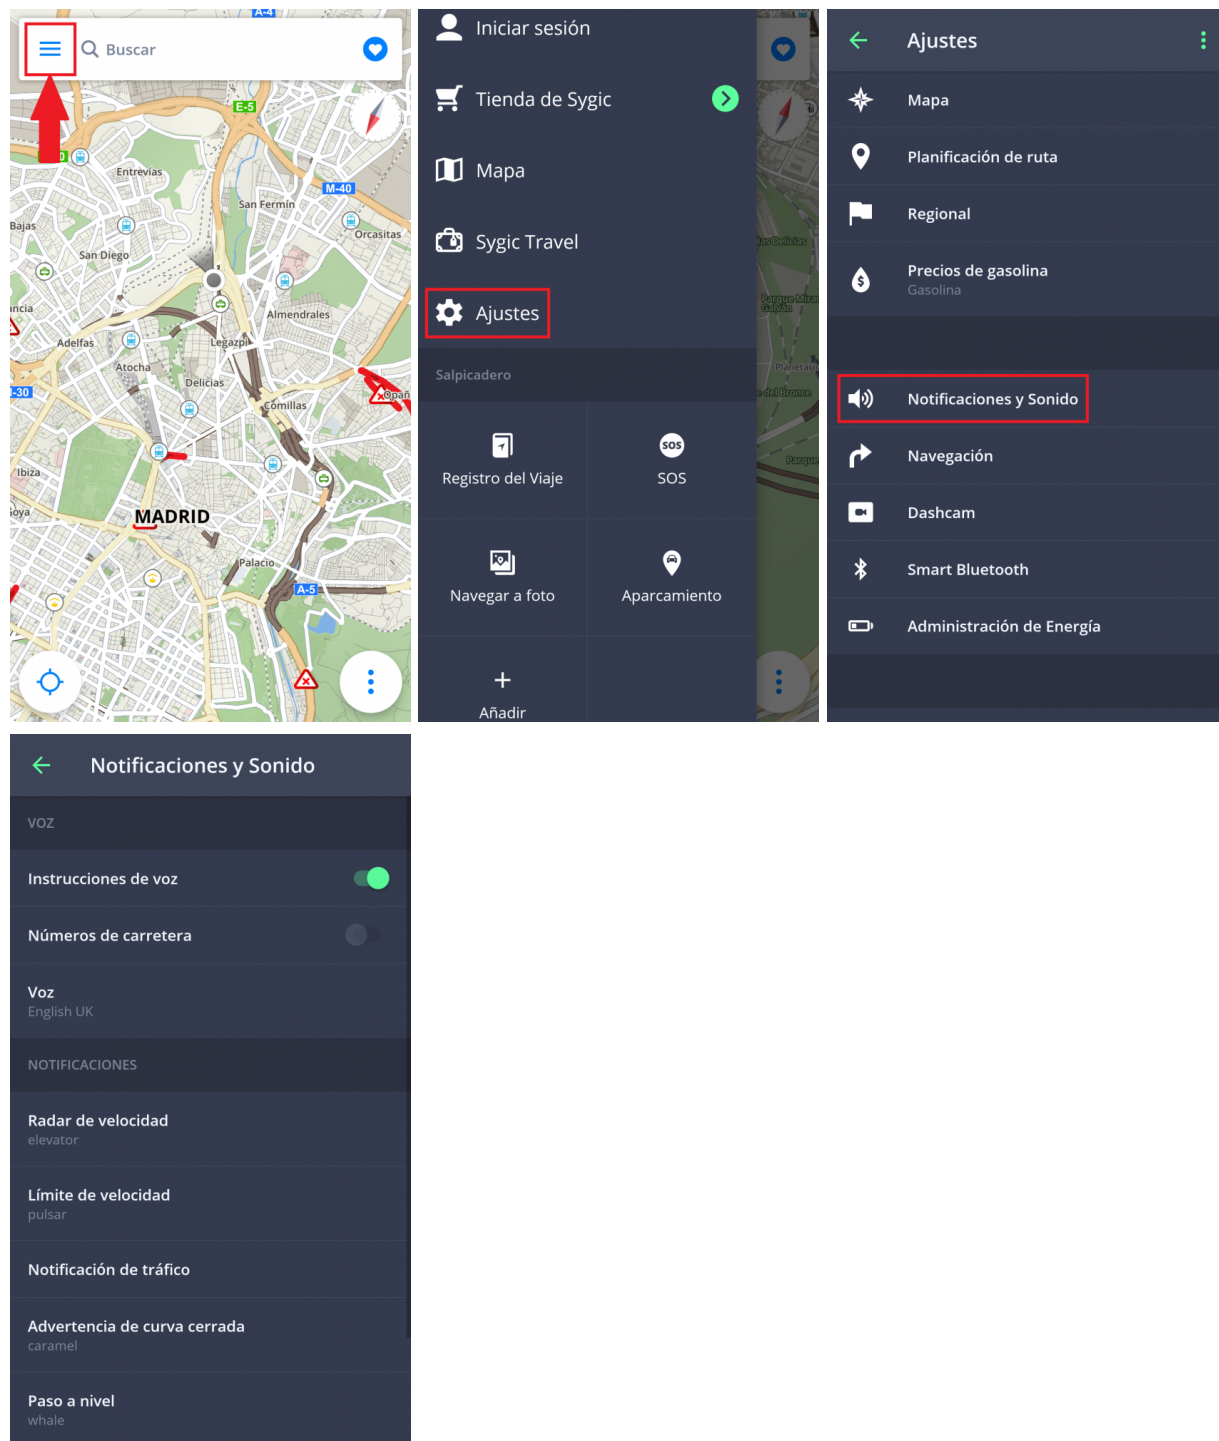 A-4
Buscar
E-5
Entrevias
M-40
San Fermín
Orcasitas
Bajas
San Diego
Almendrales
Adelfas
Legazpi
Atocha
Delicias
Comillas
Opañ
Ibiza
MADRID
Palacio
A-5
Iniciar sesión
Tienda de Sygic
Mapa
Sygic Travel
Ajustes
Salpicadero
Registro del Viaje
SOS
SOS
Navegar a foto
Aparcamiento
Añadir
Ajustes
Mapa
Planificación de ruta
Regional
Precios de gasolina
Gasolina
Notificaciones y Sonido
Navegación
Dashcam
Smart Bluetooth
Administración de Energía
Notificaciones y Sonido
VOZ
Instrucciones de voz
Números de carretera
Voz
English UK
NOTIFICACIONES
Radar de velocidad
elevator
Límite de velocidad
pulsar
Notificación de tráfico
Advertencia de curva cerrada
caramel
Paso a nivel
whale